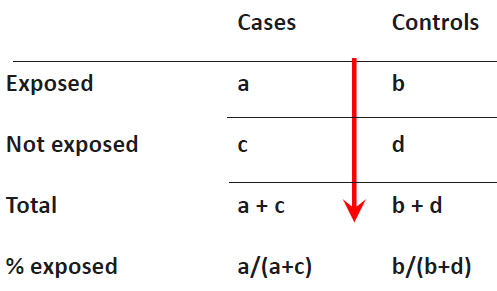 Cases Controls
Exposed a b
Not exposed c d
Total a + c b + d
% exposed a/(a+c) b/(b+d)